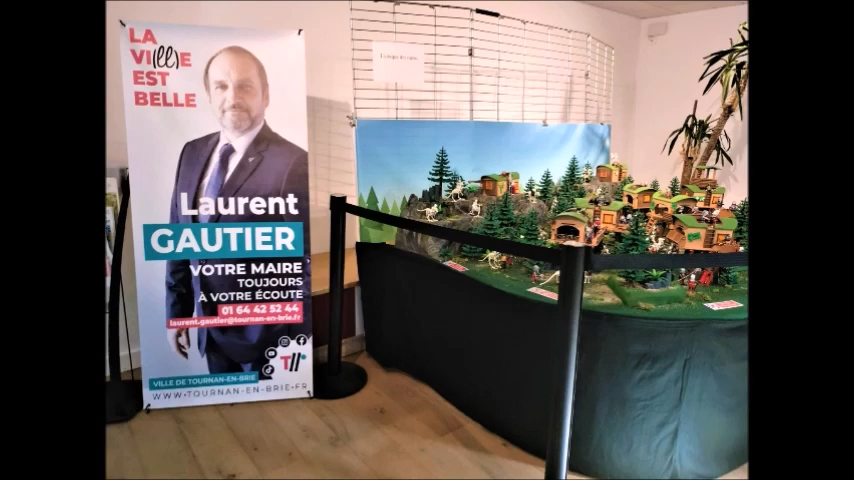 LA
VI(ll)E
EST
BELLE
Laurent
GAUTIER
VOTRE MAIRE
TOUJOURS
À VOTRE ÉCOUTE
01 64 42 52 44
laurent.gautier@tournan-en-brie.fr
VILLE DE TOURNAN-EN-BRIE
WWW•TOURNAN-EN-BRIE•FR